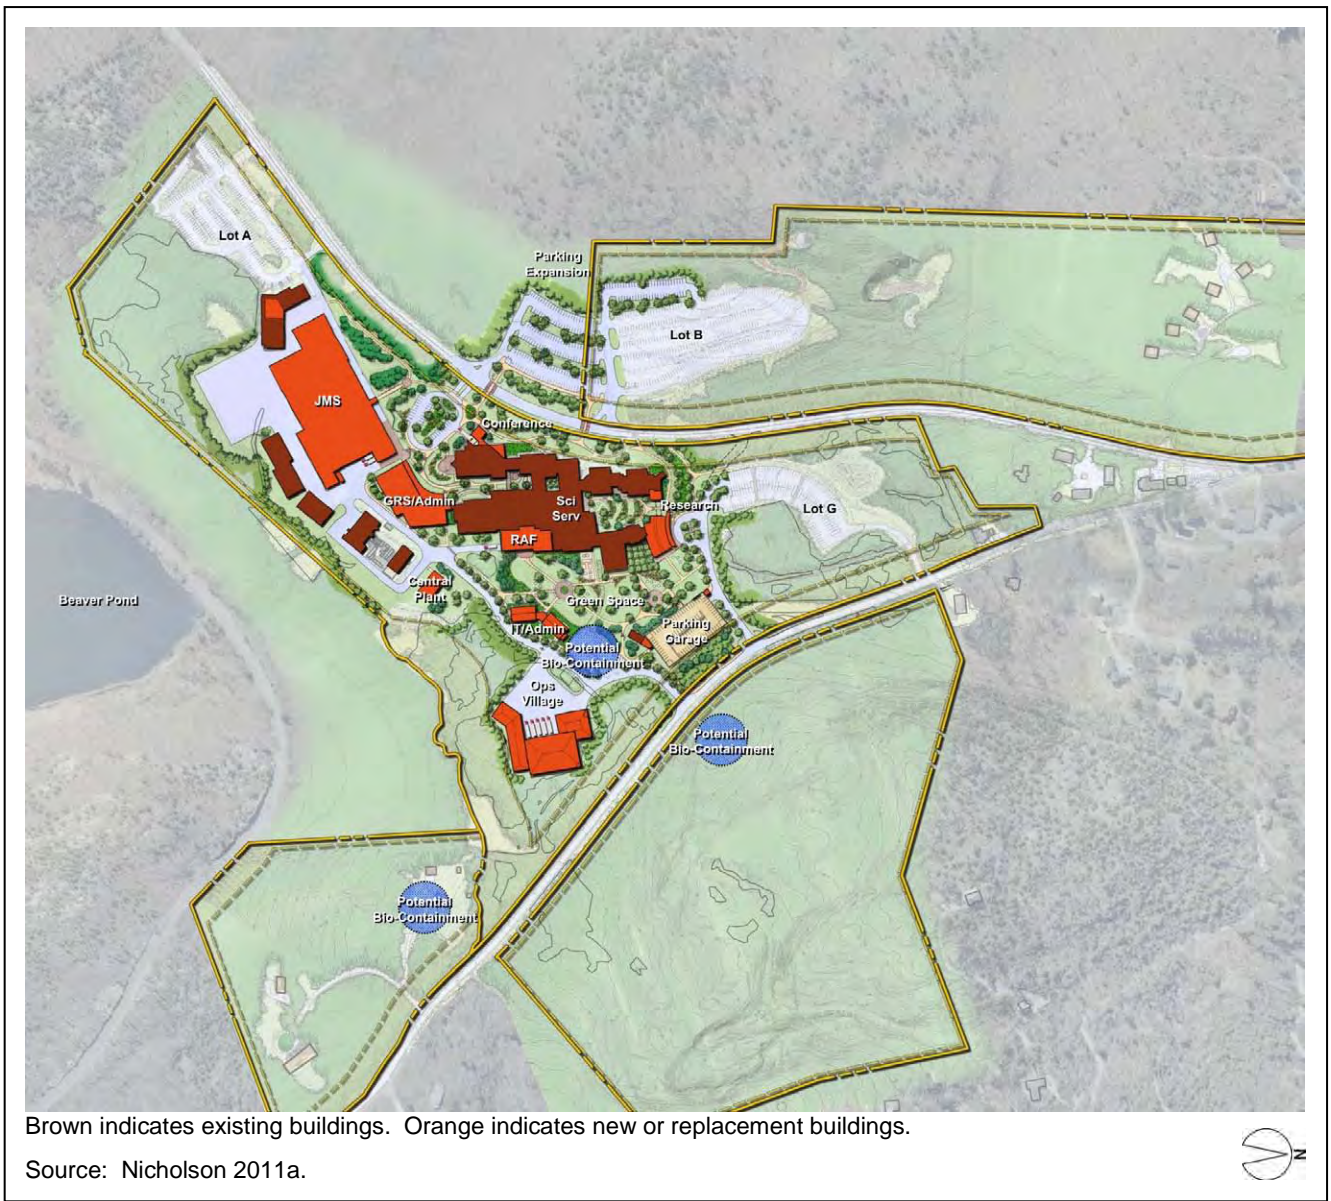 Lot A
Parking
Expansion
Lot B
JMS
Conference
GRS/Admin
Sci
Serv
Research
Lot G
RAF
Central
Plant
Beaver Pond
Green Space
IT/Admin
Parking
Garage
Potential
Bio-Containment
Ops
Village
Potential
Bio-Containment
Potential
Bio-Containment
Brown indicates existing buildings.  Orange indicates new or replacement buildings.
Source:  Nicholson 2011a.
N